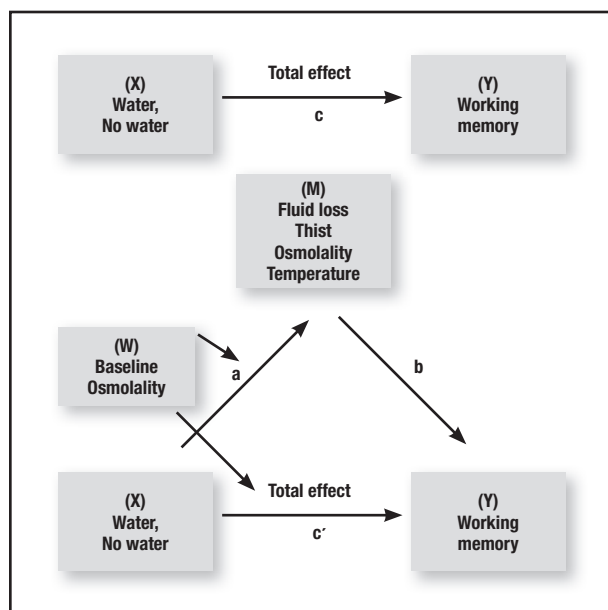 (X)
Water,
No water
Total effect
c
(Y)
Working
memory
(M)
Fluid loss
Thist
Osmolality
Temperature
(W)
Baseline
Osmolality
a
b
(X)
Water,
No water
Total effect
c´
(Y)
Working
memory